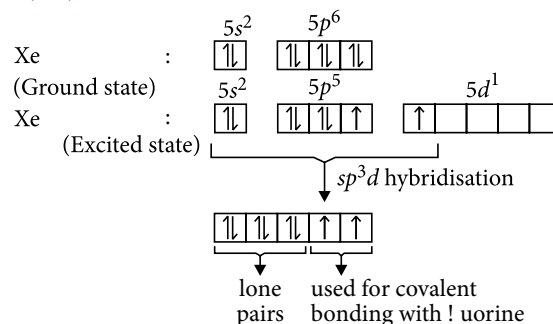 5s² 5p⁶
Xe :
(Ground state)
5s² 5p⁵ 5d¹
Xe :
(Excited state)
sp³d hybridisation
lone pairs
used for covalent bonding with ! uorine